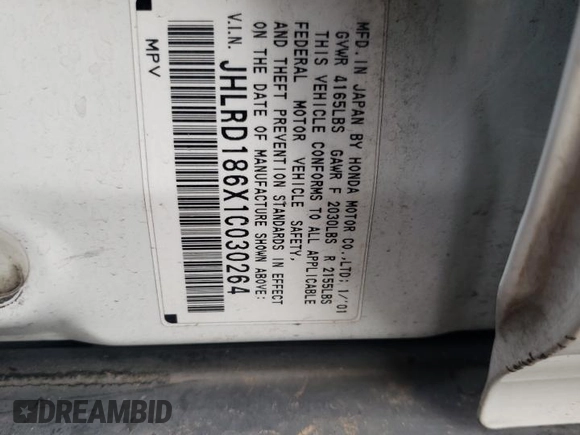 MFD. IN JAPAN BY HONDA MOTOR CO.,LTD; 1/'01
GVWR 4165LBS GAWR F 2030LBS R 2155LBS
THIS VEHICLE CONFORMS TO ALL APPLICABLE
FEDERAL MOTOR VEHICLE SAFETY,
AND THEFT PREVENTION STANDARDS IN EFFECT
ON THE DATE OF MANUFACTURE SHOWN ABOVE:
V.I.N. JHLRD186X1C030264
MPV
DREAMBID